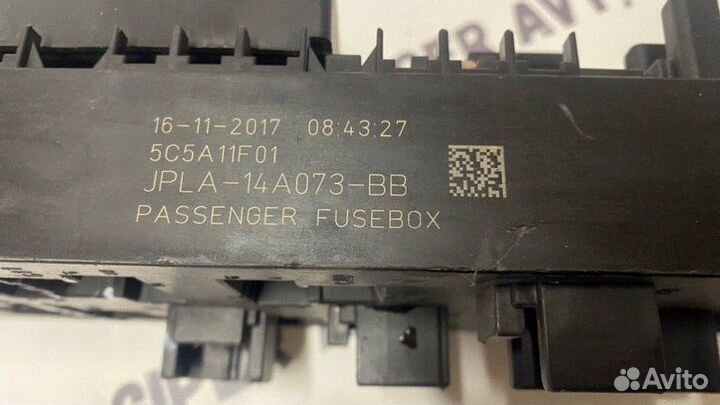 16-11-2017 08:43:27
5C5A11F01
JPLA-14A073-BB
PASSENGER FUSEBOX
Avito